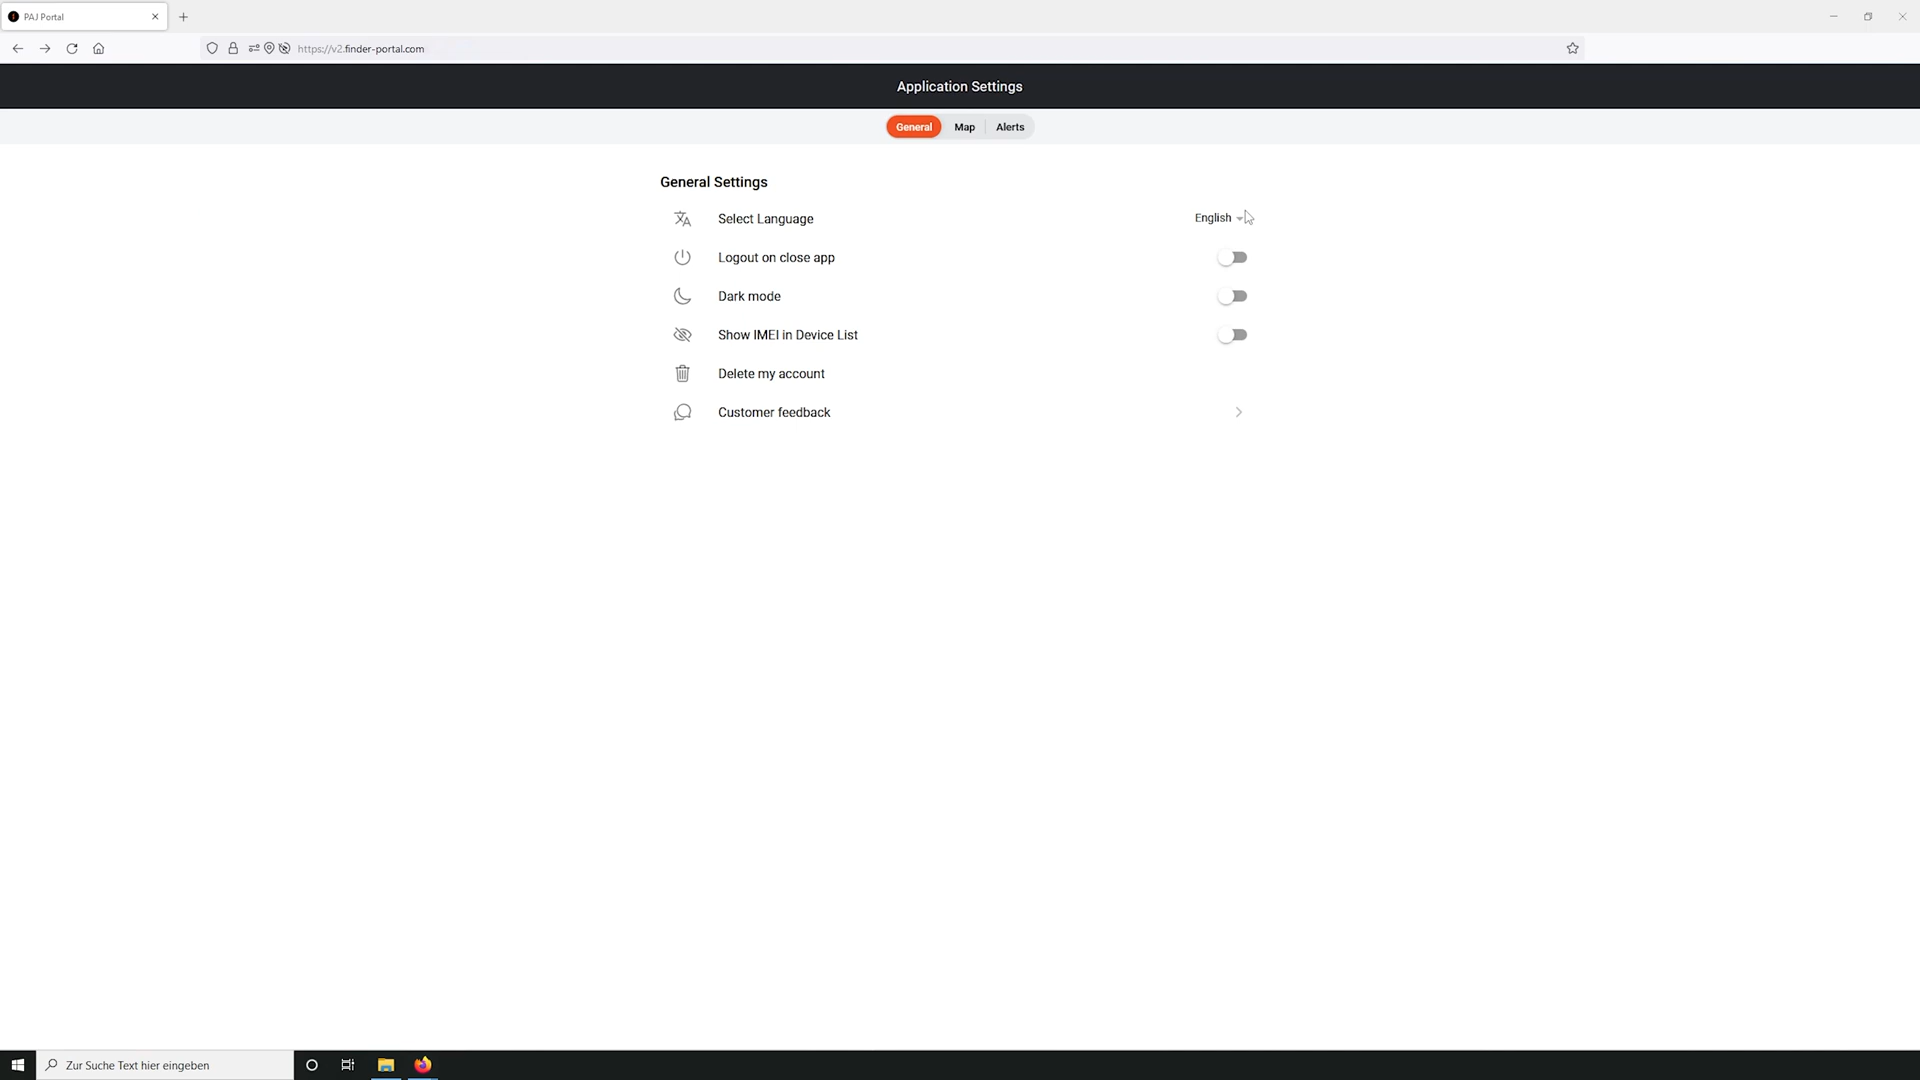 PAJ Portal
https://v2.finder-portal.com
Application Settings
General Map Alerts
General Settings
Select Language English
Logout on close app
Dark mode
Show IMEI in Device List
Delete my account
Customer feedback
Zur Suche Text hier eingeben